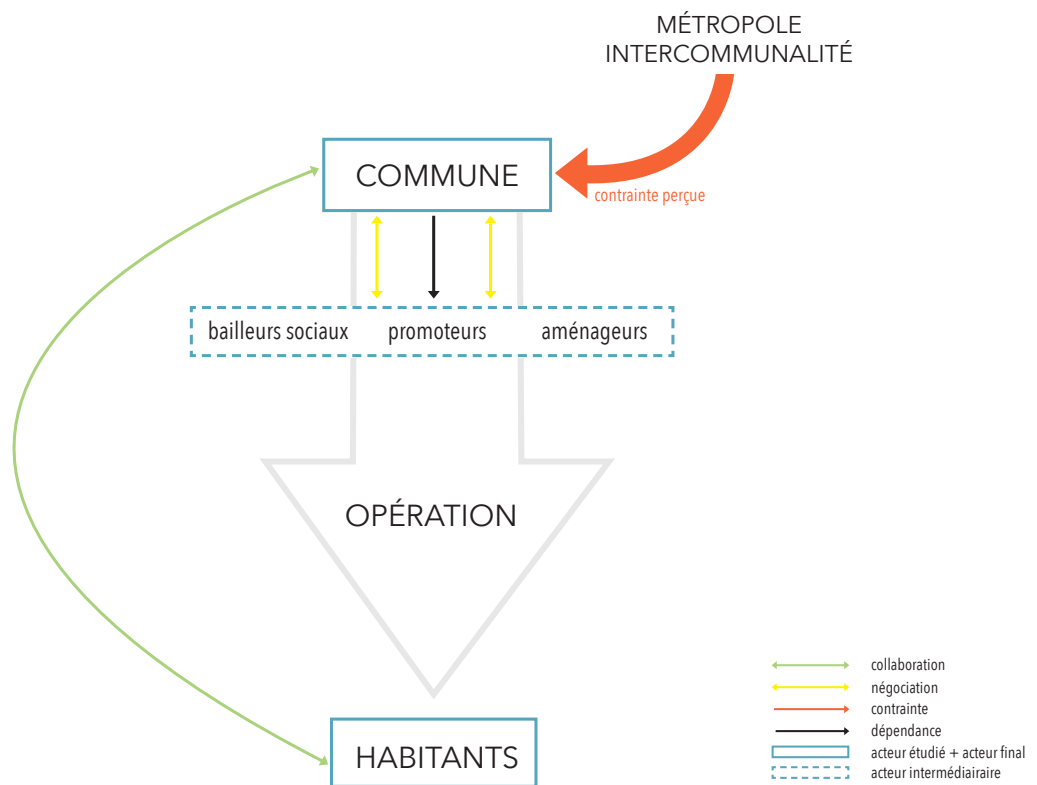 MÉTROPOLE
INTERCOMMUNALITÉ
COMMUNE
contrainte perçue
bailleurs sociaux promoteurs aménageurs
OPÉRATION
HABITANTS
collaboration
négociation
contrainte
dépendance
acteur étudié + acteur final
acteur intermédiairaire